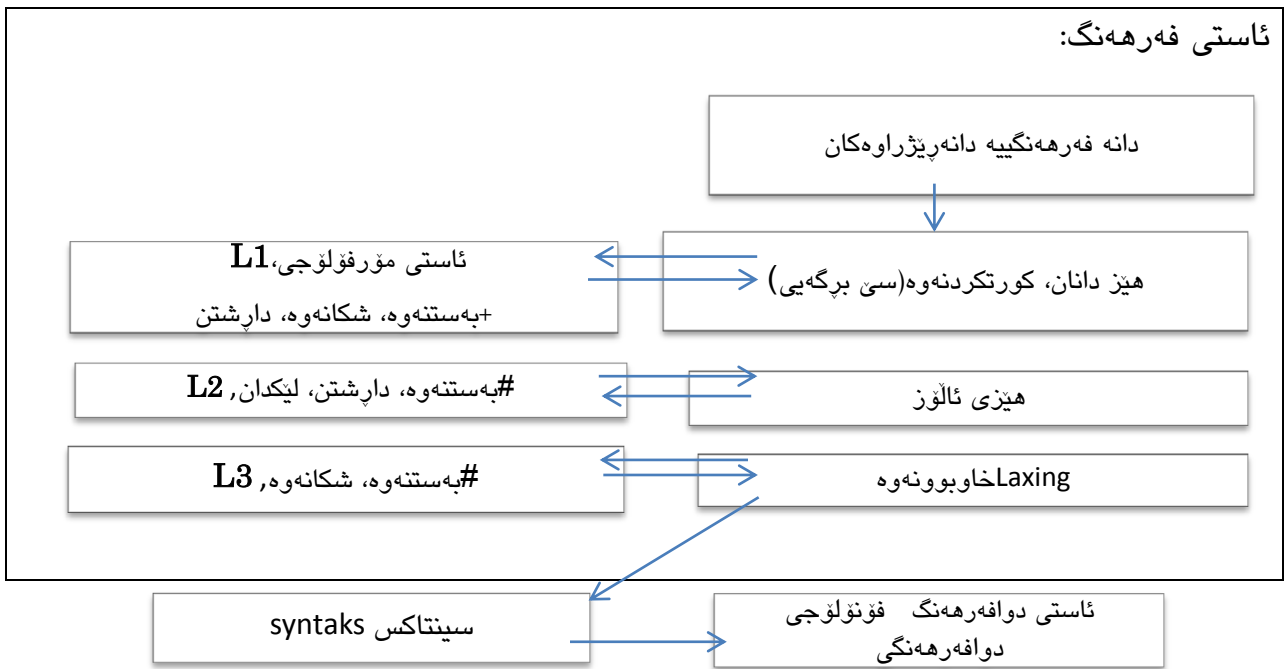 ئاستی فەرهەنگ:
دانە فەرهەنگییە دانەڕێژراوەکان
هێز دانان، کورتکردنەوە(سێ بڕگەیی)
ئاستی مۆرفۆلۆجی،L1
+بەستنەوە، شکانەوە، داڕشتن
هێزی ئاڵۆز
#بەستنەوە، داڕشتن، لێکدان, L2
Laxingخاوبوونەوە
#بەستنەوە، شکانەوە, L3
سینتاکس syntaks
ئاستی دوافەرهەنگ فۆنۆلۆجی
دوافەرهەنگی